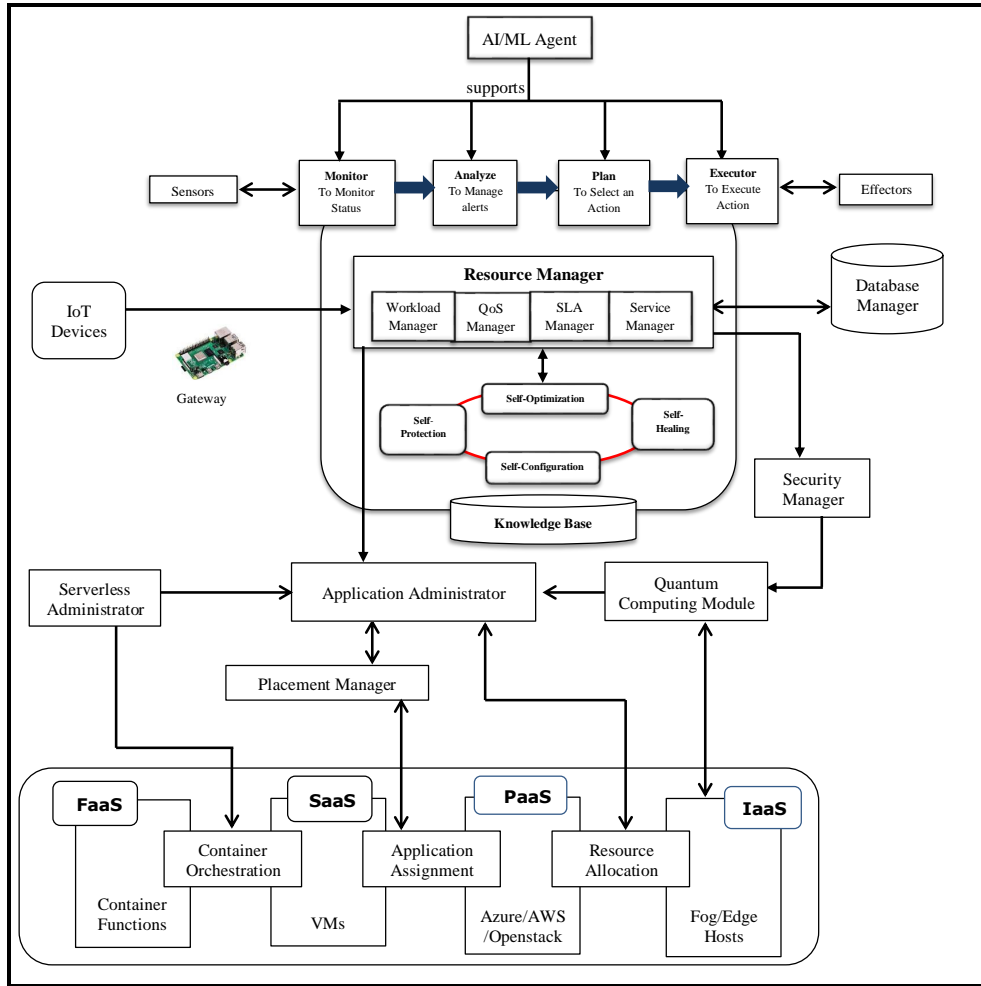 AI/ML Agent
supports
Monitor
To Monitor
Status
Analyze
To Manage
alerts
Plan
To Select an
Action
Executor
To Execute
Action
Sensors
Effectors
Resource Manager
Workload
Manager
QoS
Manager
SLA
Manager
Service
Manager
Database
Manager
IoT
Devices
Gateway
Self-Optimization
Self-
Protection
Self-
Healing
Self-Configuration
Security
Manager
Knowledge Base
Serverless
Administrator
Application Administrator
Quantum
Computing Module
Placement Manager
FaaS
SaaS
PaaS
IaaS
Container
Orchestration
Application
Assignment
Resource
Allocation
Container
Functions
VMs
Azure/AWS
/Openstack
Fog/Edge
Hosts